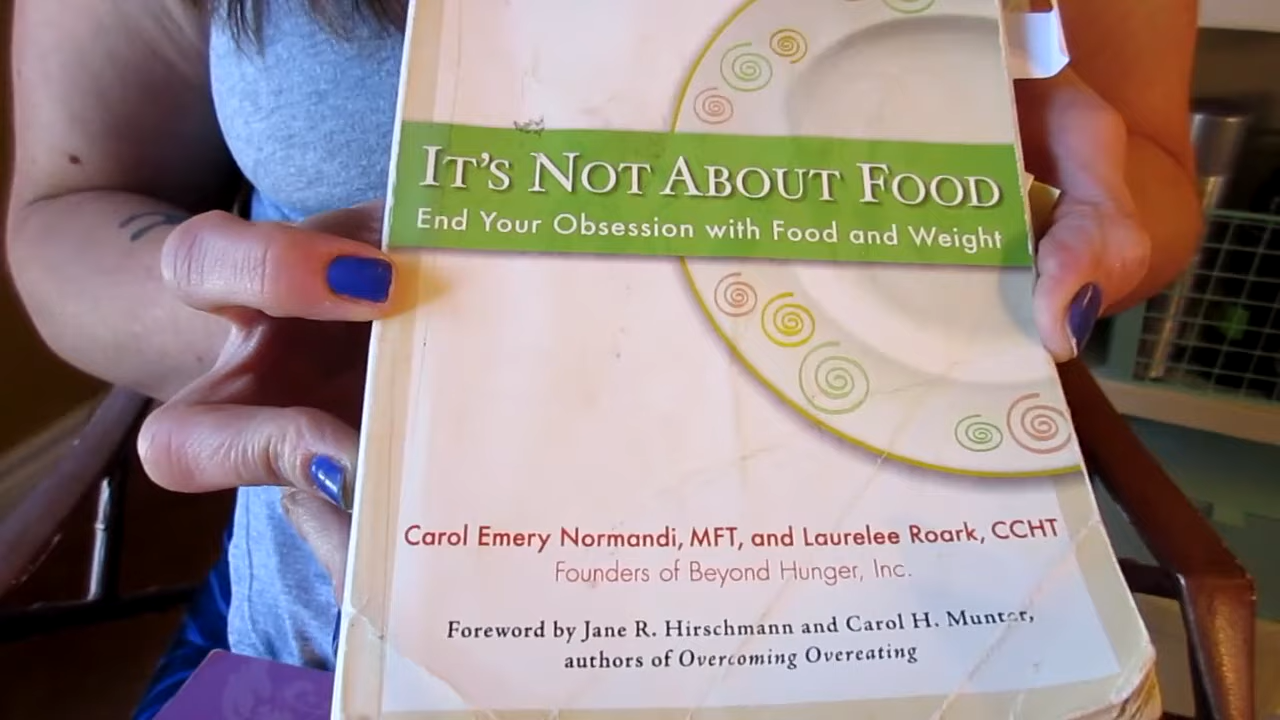 IT'S NOT ABOUT FOOD
End Your Obsession with Food and Weight
Carol Emery Normandi, MFT, and Laurelee Roark, CCHT
Founders of Beyond Hunger, Inc.
Foreword by Jane R. Hirschmann and Carol H. Munter,
authors of Overcoming Overeating